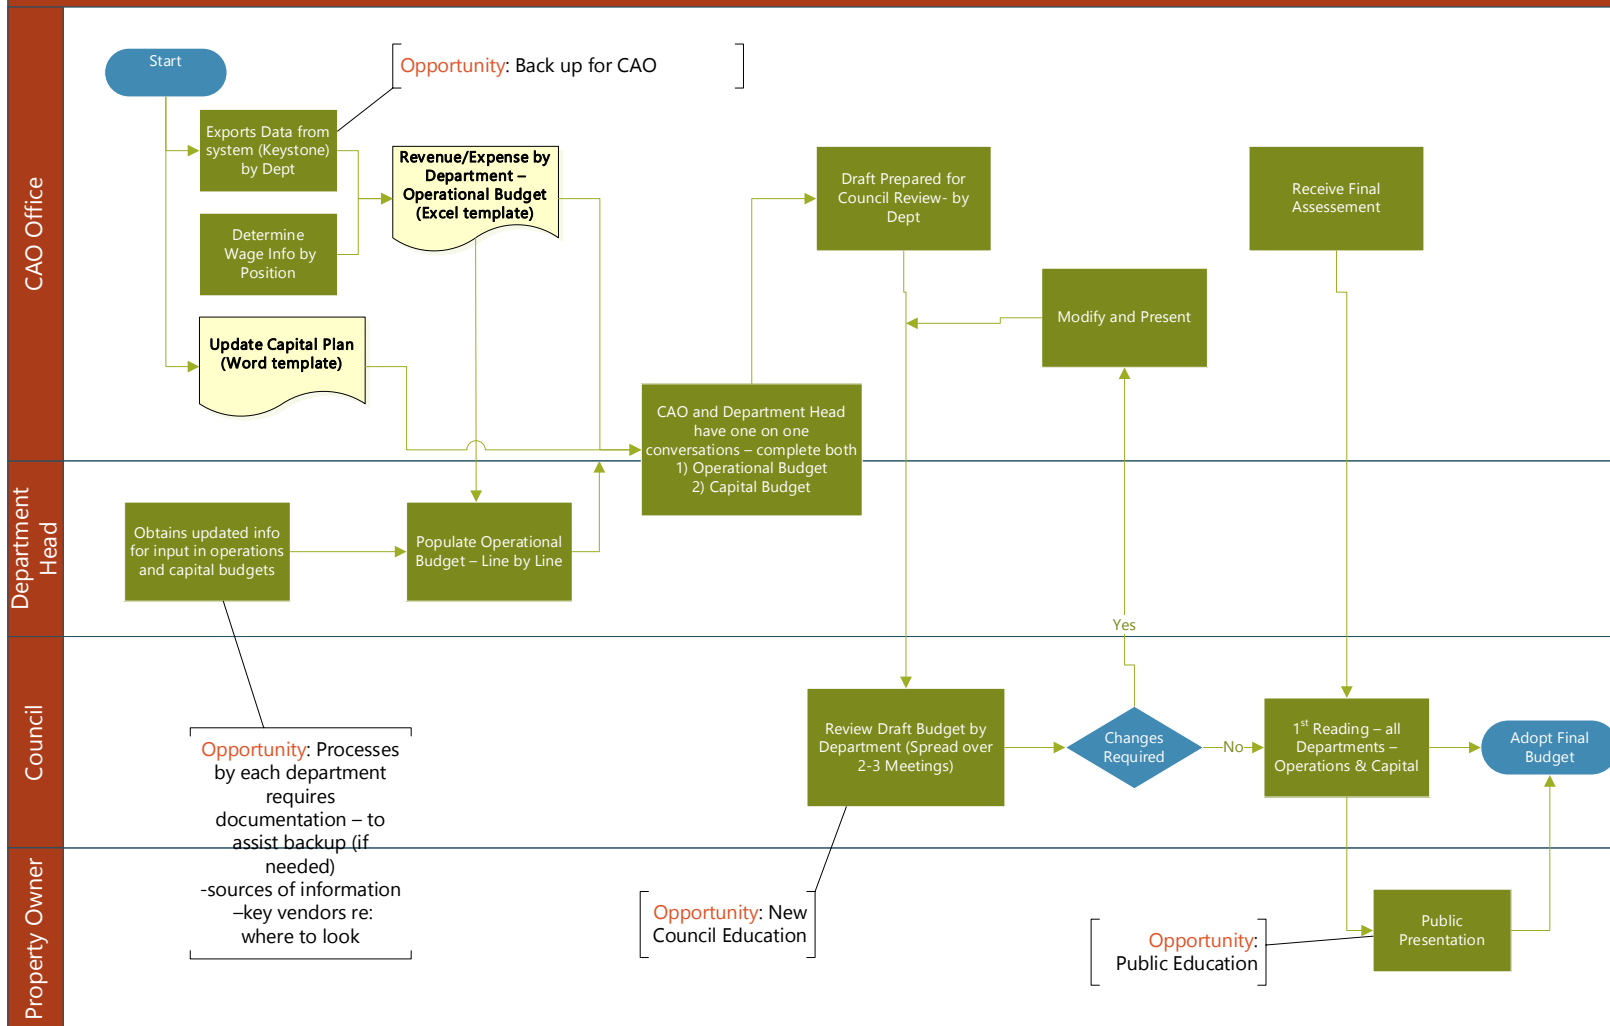 CAO Office
Start
Opportunity: Back up for CAO
Exports Data from
system (Keystone)
by Dept
Revenue/Expense by
Department –
Operational Budget
(Excel template)
Determine
Wage Info by
Position
Update Capital Plan
(Word template)
Draft Prepared for
Council Review- by
Dept
Receive Final
Assessement
Modify and Present
CAO and Department Head
have one on one
conversations – complete both
1) Operational Budget
2) Capital Budget
Department
Head
Obtains updated info
for input in operations
and capital budgets
Populate Operational
Budget – Line by Line
Yes
Council
Opportunity: Processes
by each department
requires
documentation – to
assist backup (if
needed)
-sources of information
–key vendors re:
where to look
Review Draft Budget by
Department (Spread over
2-3 Meetings)
Changes
Required
No
1st Reading – all
Departments –
Operations & Capital
Adopt Final
Budget
Property Owner
Opportunity: New
Council Education
Opportunity:
Public Education
Public
Presentation